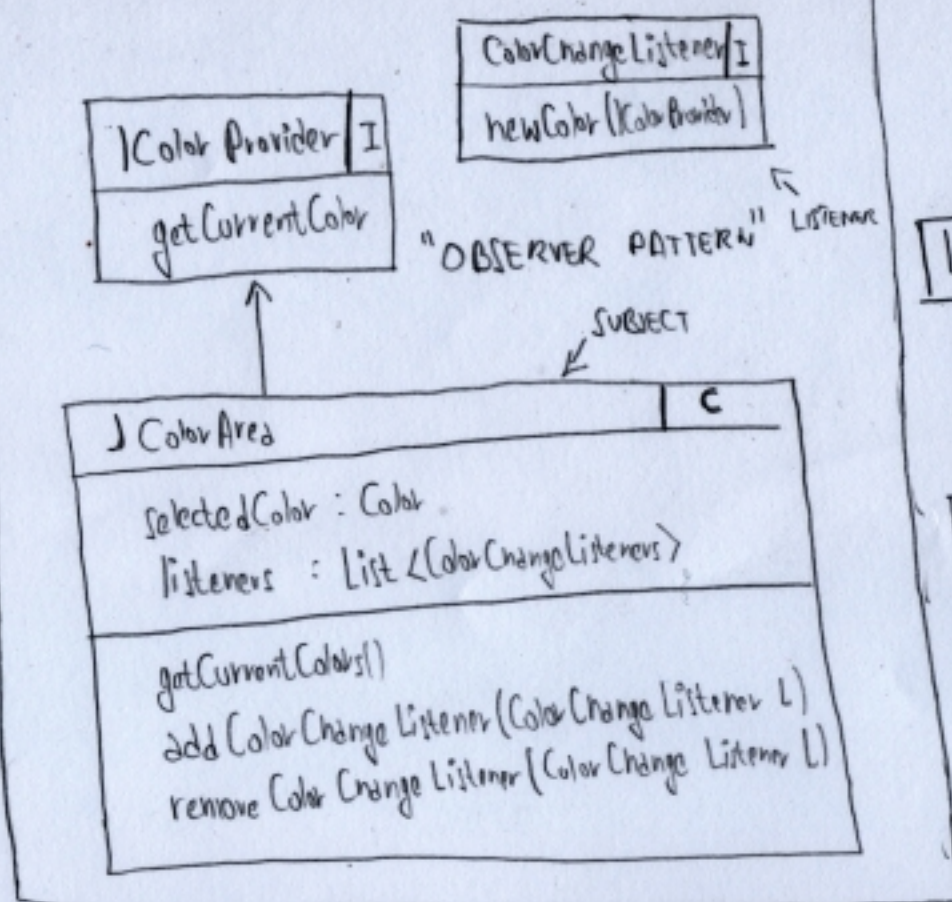 ColorChangeListener I
newColor(IColorProvider)
IColor Provider I
getCurrentColor
LISTENER
"OBSERVER PATTERN"
SUBJECT
JColorArea C
selectedColor : Color
listeners : List <ColorChangeListeners>
getCurrentColors()
add Color Change Listener (Color Change Listener L)
remove Color Change Listener (Color Change Listener L)